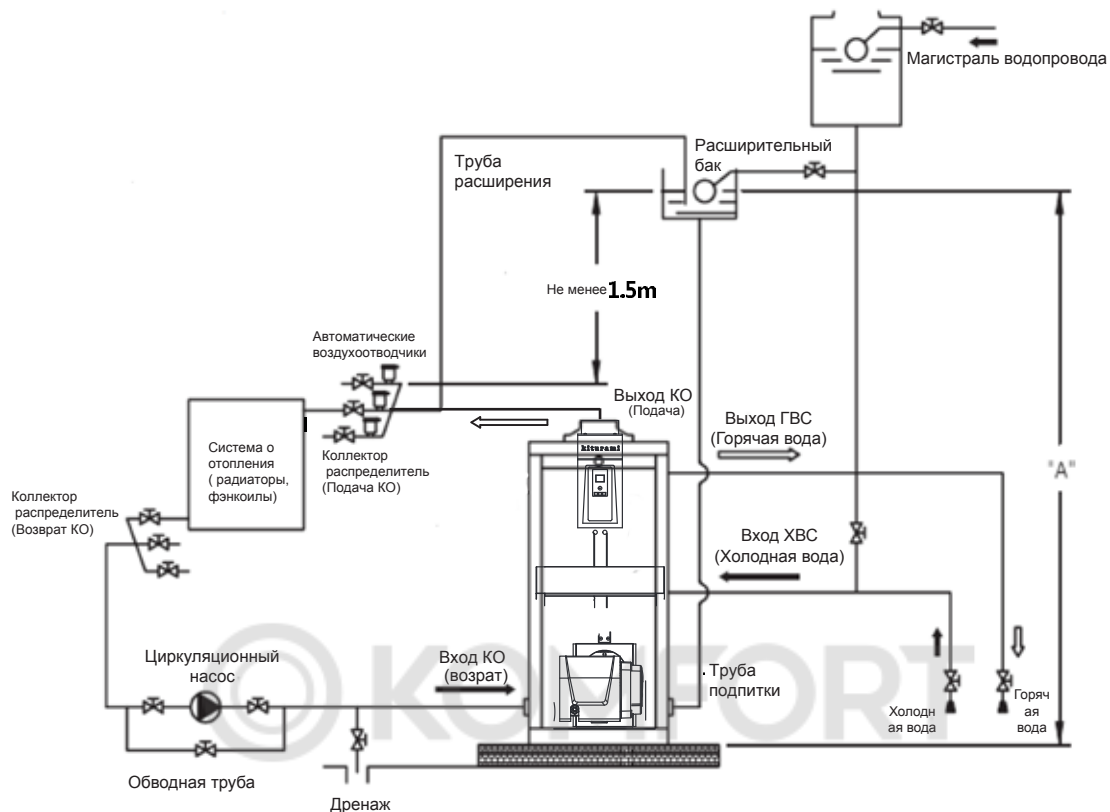 Магистраль водопровода
Расширительный
бак
Труба
расширения
Не менее 1.5m
Автоматические
воздухоотводчики
Выход КО
(Подача)
Выход ГВС
(Горячая вода)
kiturami
Система о
отопления
( радиаторы,
фэнкоилы)
Коллектор
распределитель
(Подача КО)
"A"
Коллектор
распределитель
(Возврат КО)
Вход ХВС
(Холодная вода)
Циркуляционный
насос
Вход КО
(возрат)
Труба
подпитки
KOMFORT
Холодн
ая вода
Горяч
ая
вода
Обводная труба
Дренаж